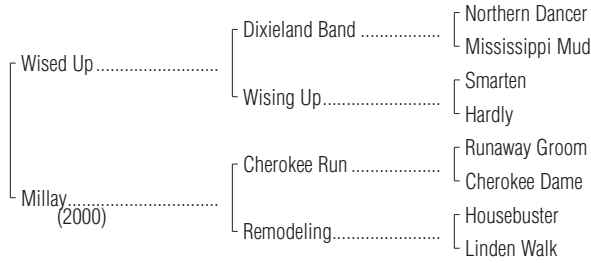 Northern Dancer
Dixieland Band ..................
Mississippi Mud
Wised Up............................
Smarten
Wising Up...........................
Hardly
Runaway Groom
Cherokee Run ....................
Cherokee Dame
Millay..................................
(2000)
Housebuster
Remodeling........................
Linden Walk